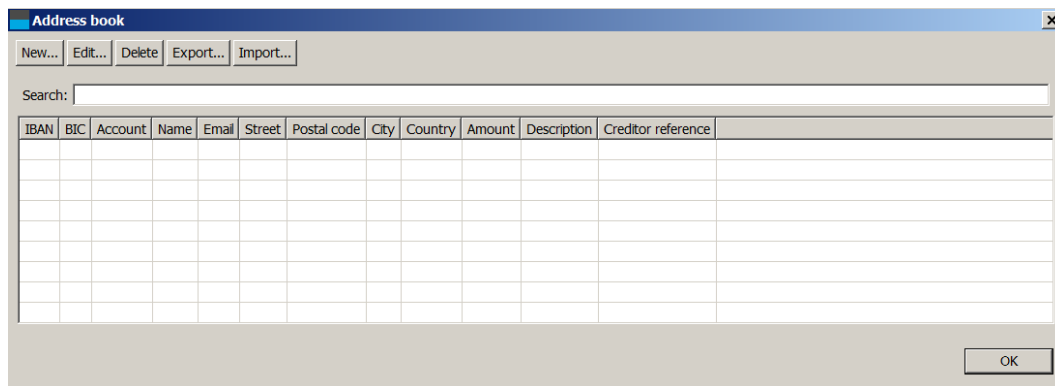 Address book
New... Edit... Delete Export... Import...
Search:
IBAN BIC Account Name Email Street Postal code City Country Amount Description Creditor reference
OK